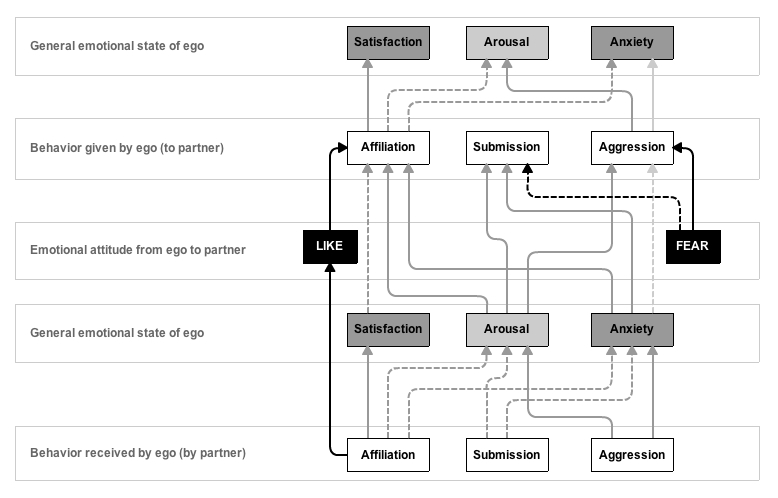 General emotional state of ego
Satisfaction
Arousal
Anxiety
Behavior given by ego (to partner)
Affiliation
Submission
Aggression
Emotional attitude from ego to partner
LIKE
FEAR
General emotional state of ego
Satisfaction
Arousal
Anxiety
Behavior received by ego (by partner)
Affiliation
Submission
Aggression